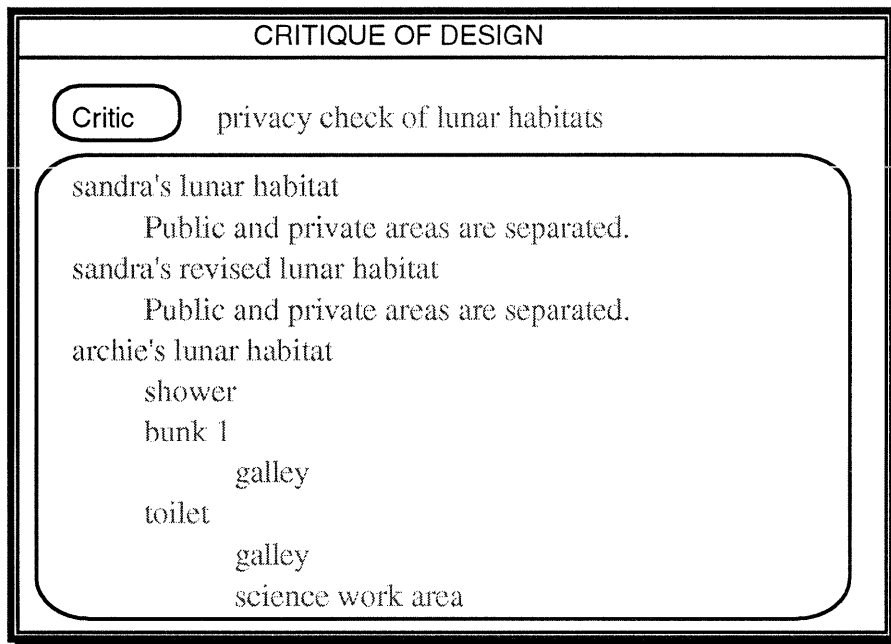 CRITIQUE OF DESIGN
Critic privacy check of lunar habitats
sandra's lunar habitat
Public and private areas are separated.
sandra's revised lunar habitat
Public and private areas are separated.
archie's lunar habitat
shower
bunk 1
galley
toilet
galley
science work area